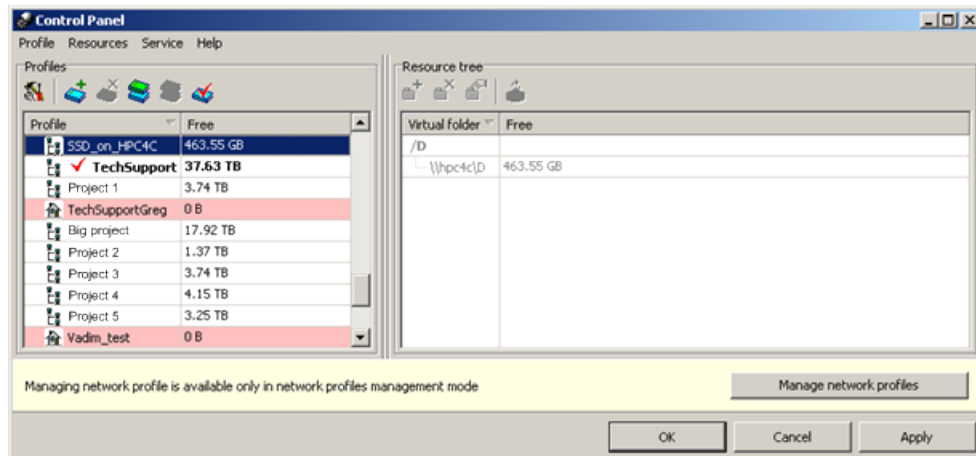 Control Panel
Profile Resources Service Help
Profiles
Resource tree
Profile Free
SSD_on_HPC4C 463.55 GB
TechSupport 37.63 TB
Project 1 3.74 TB
TechSupportGreg 0 B
Big project 17.92 TB
Project 2 1.37 TB
Project 3 3.74 TB
Project 4 4.15 TB
Project 5 3.25 TB
Vadim_test 0 B
Virtual folder Free
/D
\\hpc4c\D 463.55 GB
Managing network profile is available only in network profiles management mode
Manage network profiles
OK Cancel Apply